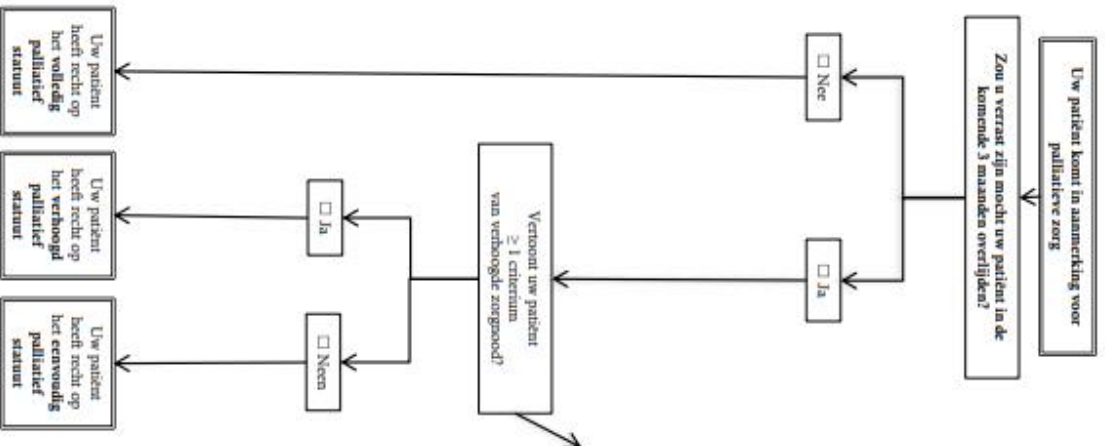 Uw patiënt komt in aanmerking voor
palliatieve zorg
Zou u verrast zijn mocht uw patiënt in de
komende 3 maanden overlijden?
☐ Nee
☐ Ja
Vertoont uw patiënt
≥ 1 criterium
van verhoogde zorgnood?
☐ Ja
☐ Neen
Uw patiënt
heeft recht op
het volledig
palliatief
statuut
Uw patiënt
heeft recht op
het verhoogd
palliatief
statuut
Uw patiënt
heeft recht op
het eenvoudig
palliatief
statuut